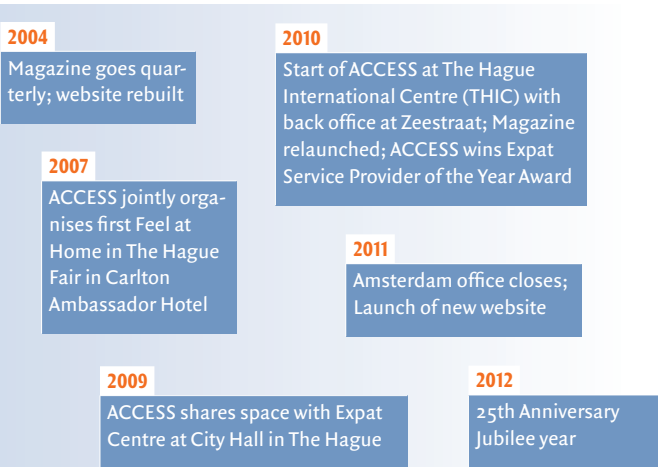 2004
Magazine goes quar-
terly; website rebuilt
2007
ACCESS jointly orga-
nises first Feel at
Home in The Hague
Fair in Carlton
Ambassador Hotel
2009
ACCESS shares space with Expat
Centre at City Hall in The Hague
2010
Start of ACCESS at The Hague
International Centre (THIC) with
back office at Zeestraat; Magazine
relaunched; ACCESS wins Expat
Service Provider of the Year Award
2011
Amsterdam office closes;
Launch of new website
2012
25th Anniversary
Jubilee year